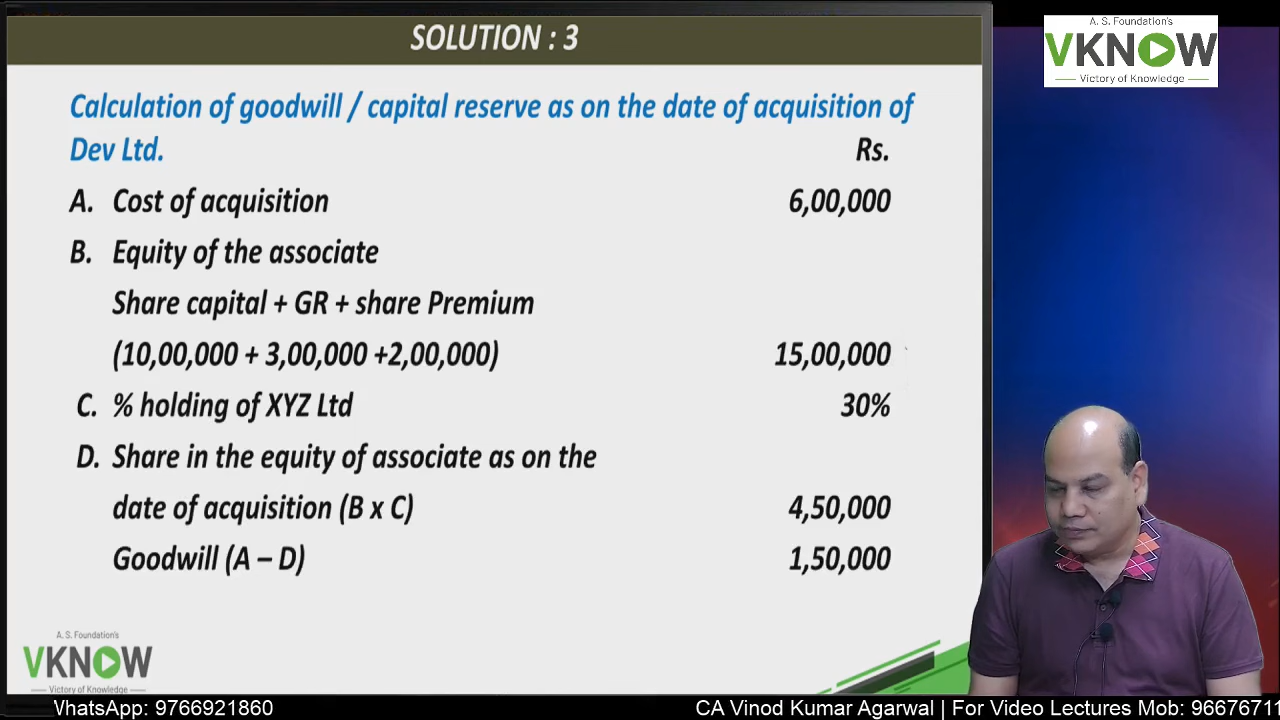 SOLUTION : 3
A. S. Foundation's
VKNOW
Victory of Knowledge
Calculation of goodwill / capital reserve as on the date of acquisition of
Dev Ltd. Rs.
A. Cost of acquisition 6,00,000
B. Equity of the associate
Share capital + GR + share Premium
(10,00,000 + 3,00,000 +2,00,000) 15,00,000
C. % holding of XYZ Ltd 30%
D. Share in the equity of associate as on the
date of acquisition (B x C) 4,50,000
Goodwill (A – D) 1,50,000
A. S. Foundation's
VKNOW
Victory of Knowledge
WhatsApp: 9766921860 CA Vinod Kumar Agarwal | For Video Lectures Mob: 96676711